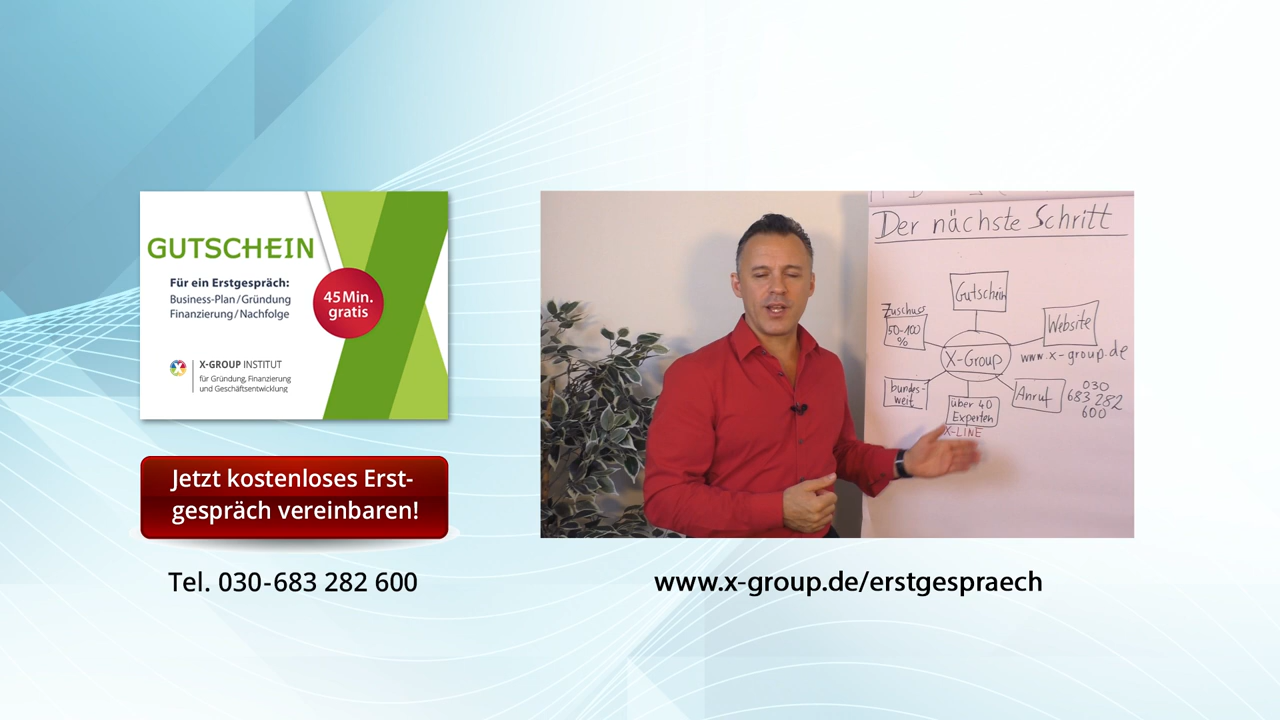 GUTSCHEIN
Für ein Erstgespräch:
Business-Plan/Gründung
Finanzierung/Nachfolge
45 Min.
gratis
X-GROUP INSTITUT
für Gründung, Finanzierung
und Geschäftsentwicklung
Jetzt kostenloses Erst-
gespräch vereinbaren!
Tel. 030-683 282 600
Der nächste Schritt
Gutschein
Zuschuss
50-100
%
Website
www.x-group.de
X-Group
bundes-
weit
über 40
Experten
X-LINE
Anruf
030
683 282
600
www.x-group.de/erstgespraech